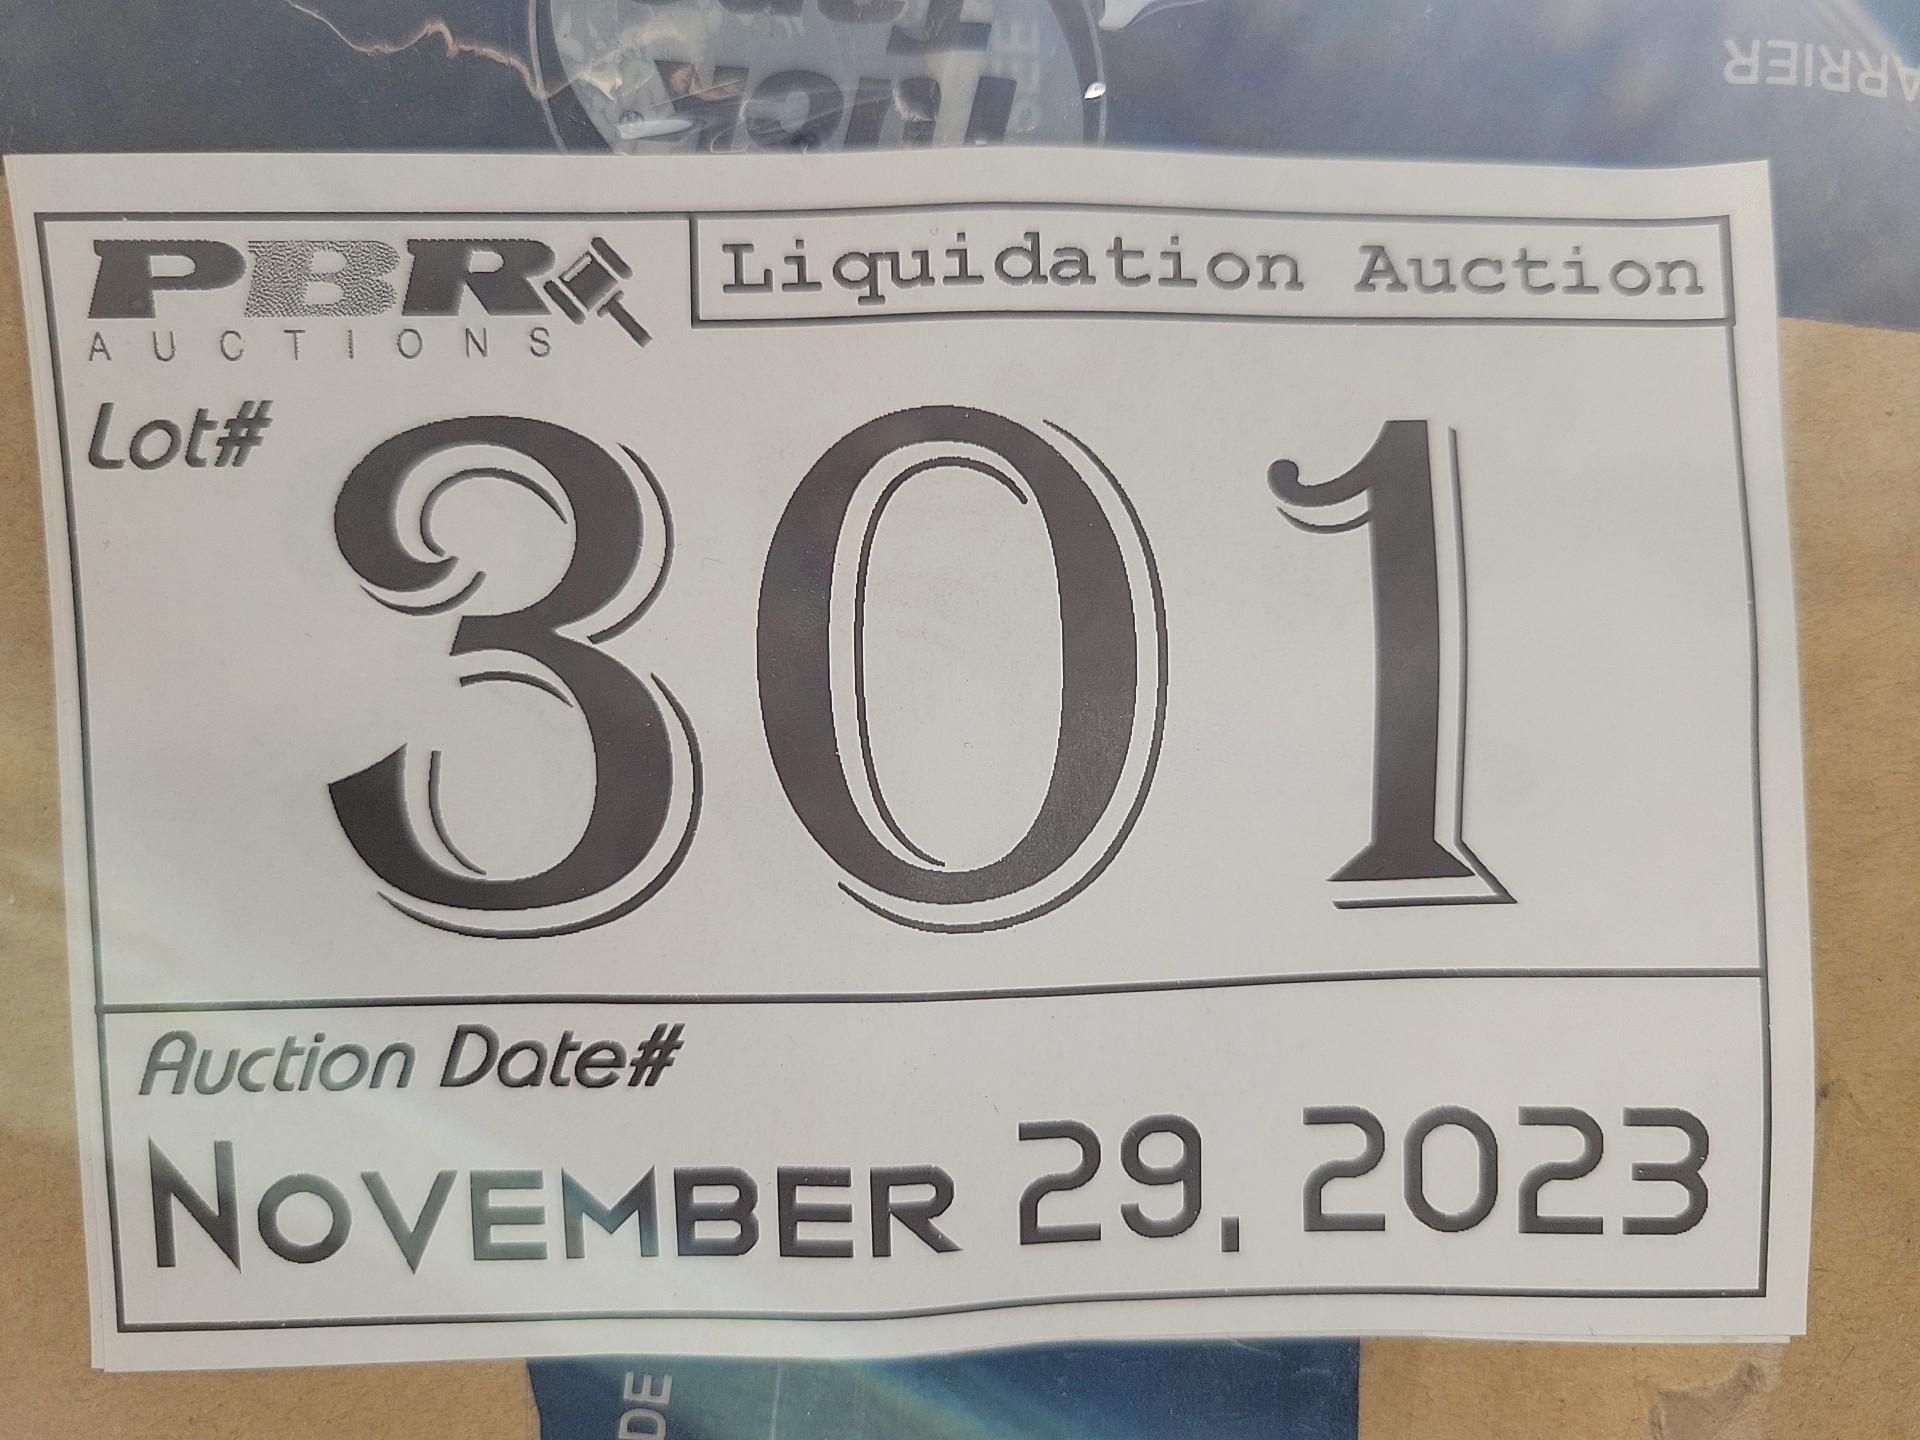 ARRIER
PBR
AUCTIONS
Liquidation Auction
Lot#
301
Auction Date#
NOVEMBER 29, 2023
DE